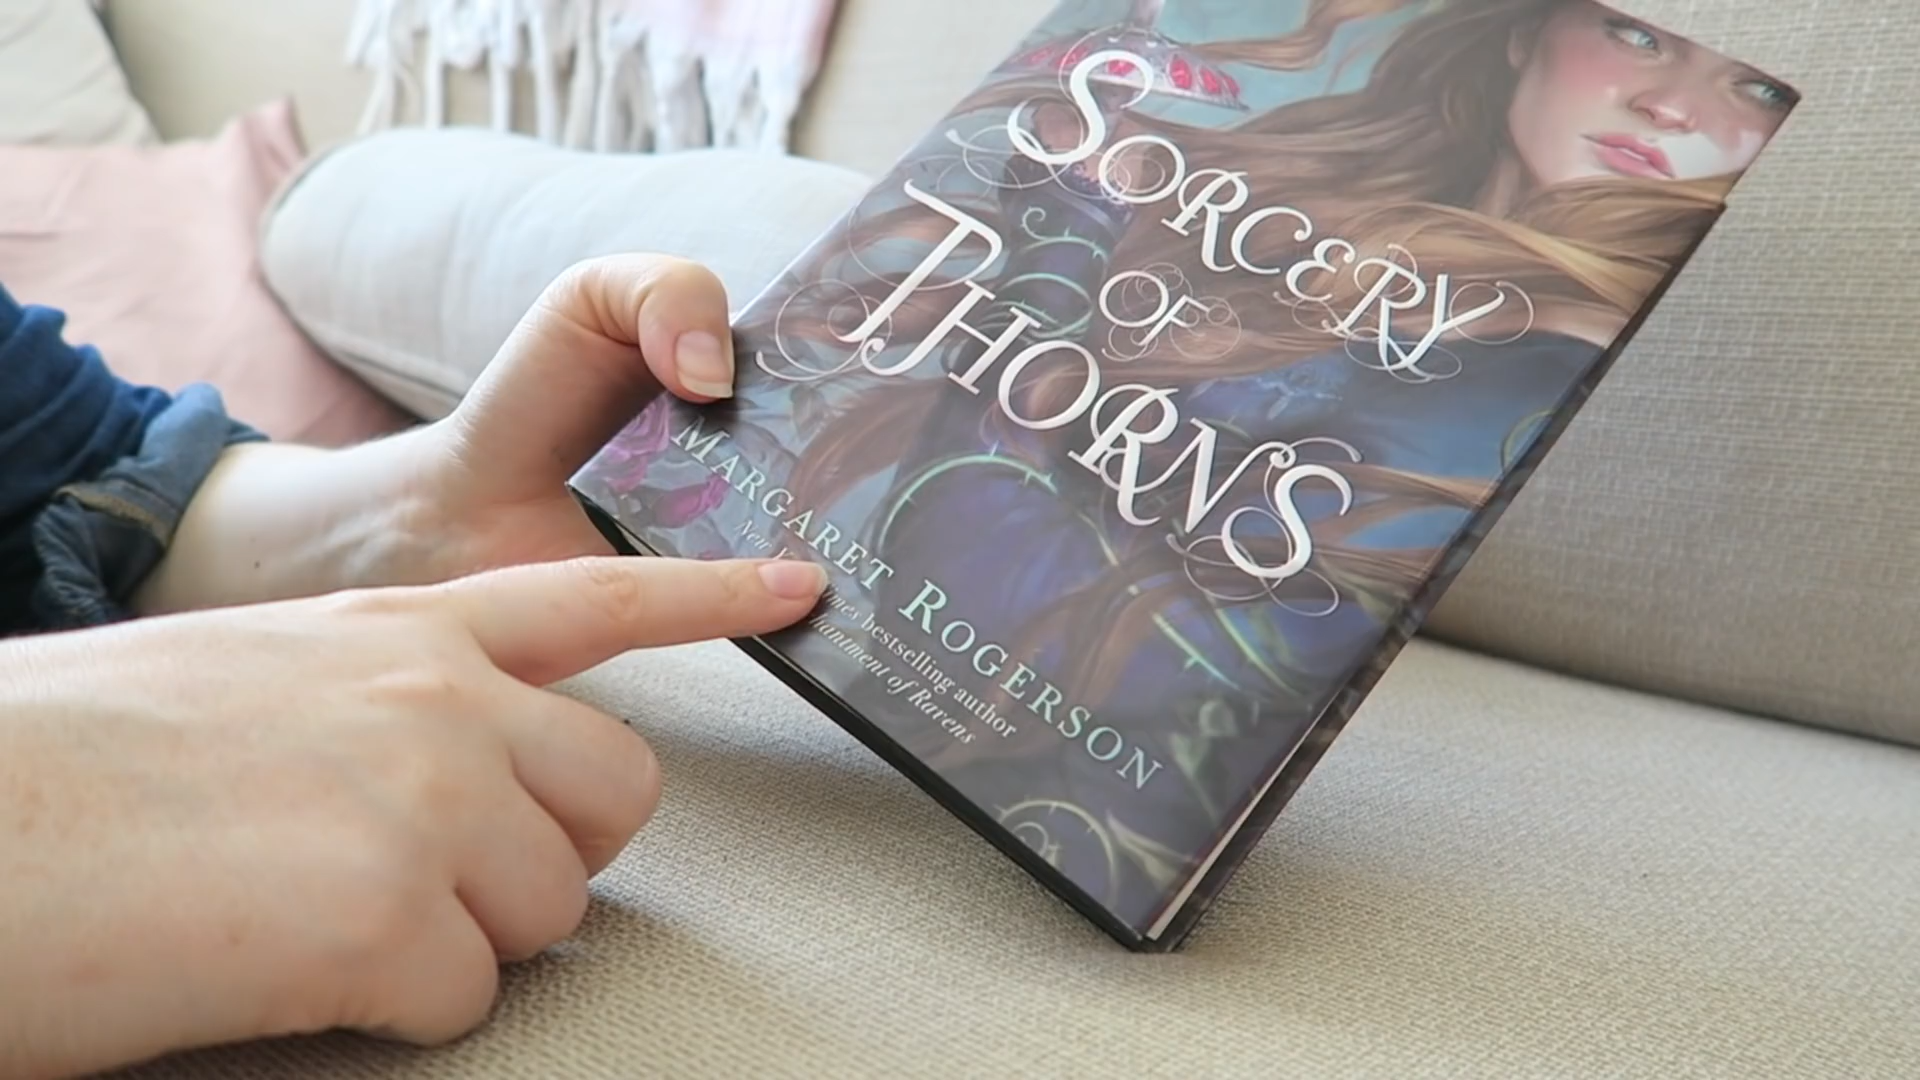 SORCERY
OF
THORNS
MARGARET ROGERSON
New bestselling author
of Ravens